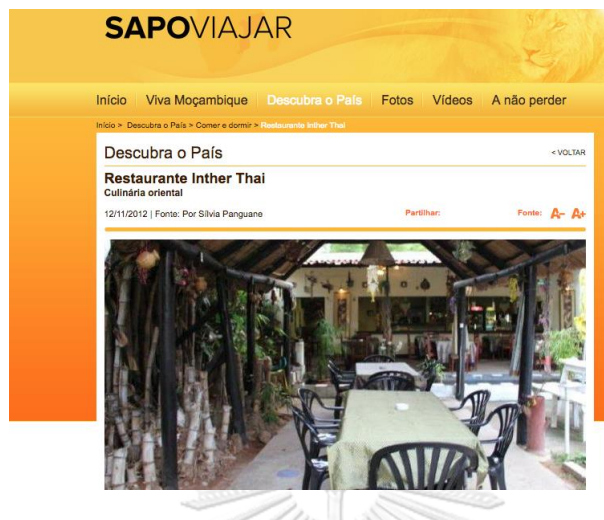 SAPOVIAJAR
Início Viva Moçambique Descubra o País Fotos Vídeos A não perder
Início > Descubra o País > Comer e dormir > Restaurante Inther Thai
Descubra o País < VOLTAR
Restaurante Inther Thai
Culinária oriental
12/11/2012 | Fonte: Por Sílvia Panguane Partilhar: Fonte: A- A+